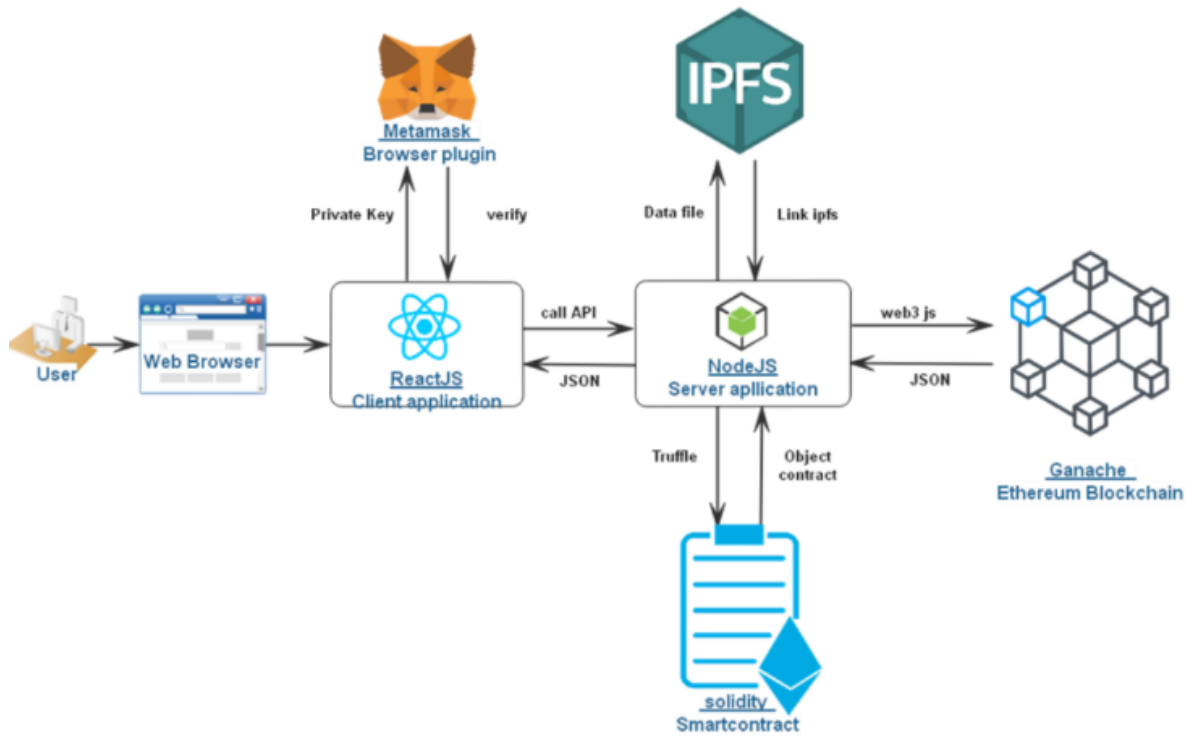 IPFS
Metamask
Browser plugin
Private Key
verify
Data file
Link ipfs
User
Web Browser
ReactJS
Client application
call API
JSON
NodeJS
Server apllication
web3 js
JSON
Truffle
Object
contract
Ganache
Ethereum Blockchain
solidity
Smartcontract